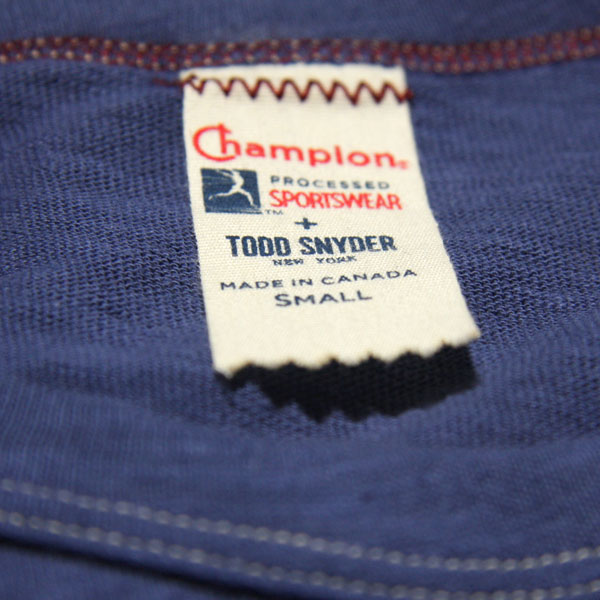 Champion®
PROCESSED
SPORTSWEAR
™
+
TODD SNYDER
NEW YORK
MADE IN CANADA
SMALL